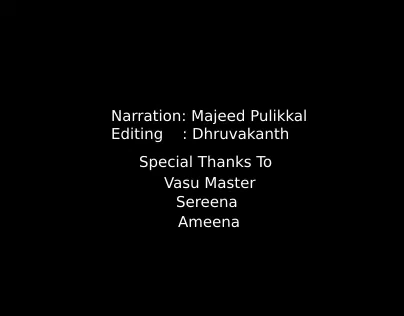 Narration: Majeed Pulikkal
Editing : Dhruvakanth
Special Thanks To
Vasu Master
Sereena
Ameena